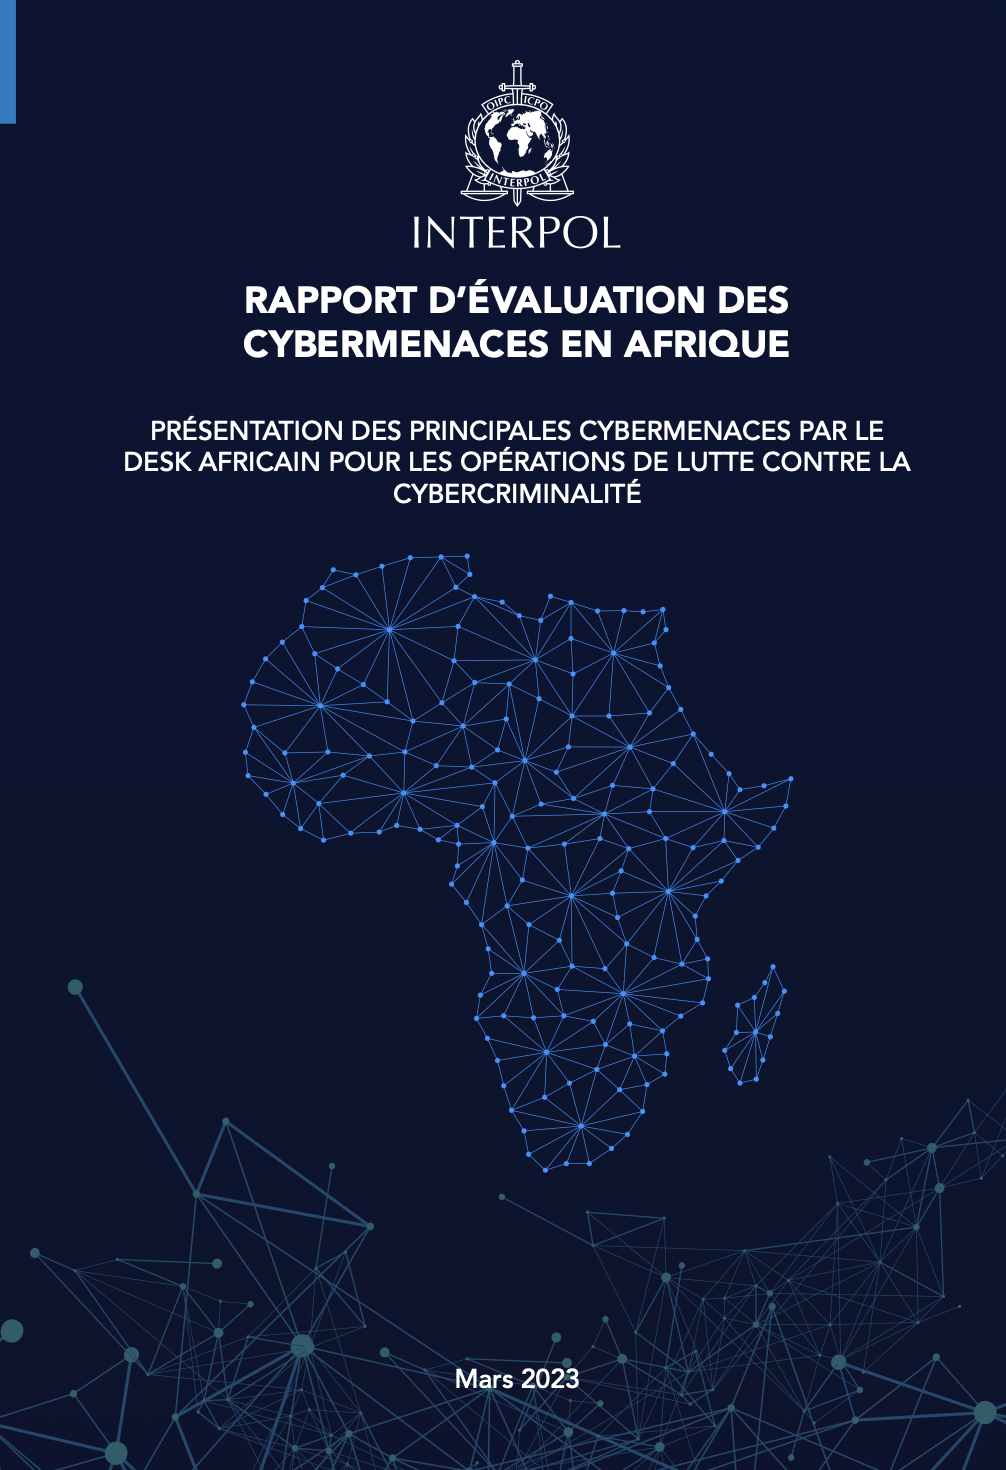 OIPC ICPO
INTERPOL
INTERPOL
RAPPORT D’ÉVALUATION DES
CYBERMENACES EN AFRIQUE
PRÉSENTATION DES PRINCIPALES CYBERMENACES PAR LE
DESK AFRICAIN POUR LES OPÉRATIONS DE LUTTE CONTRE LA
CYBERCRIMINALITÉ
Mars 2023